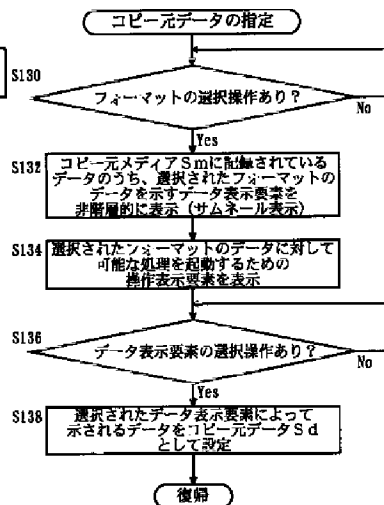 コピー元データの指定
S130
フォーマットの選択操作あり?
No
Yes
S132
コピー元メディアSmに記録されている
データのうち、選択されたフォーマットの
データを示すデータ表示要素を
非階層的に表示(サムネール表示)
S134
選択されたフォーマットのデータに対して
可能な処理を起動するための
操作表示要素を表示
S136
データ表示要素の選択操作あり?
No
Yes
S138
選択されたデータ表示要素によって
示されるデータをコピー元データSd
として設定
復帰